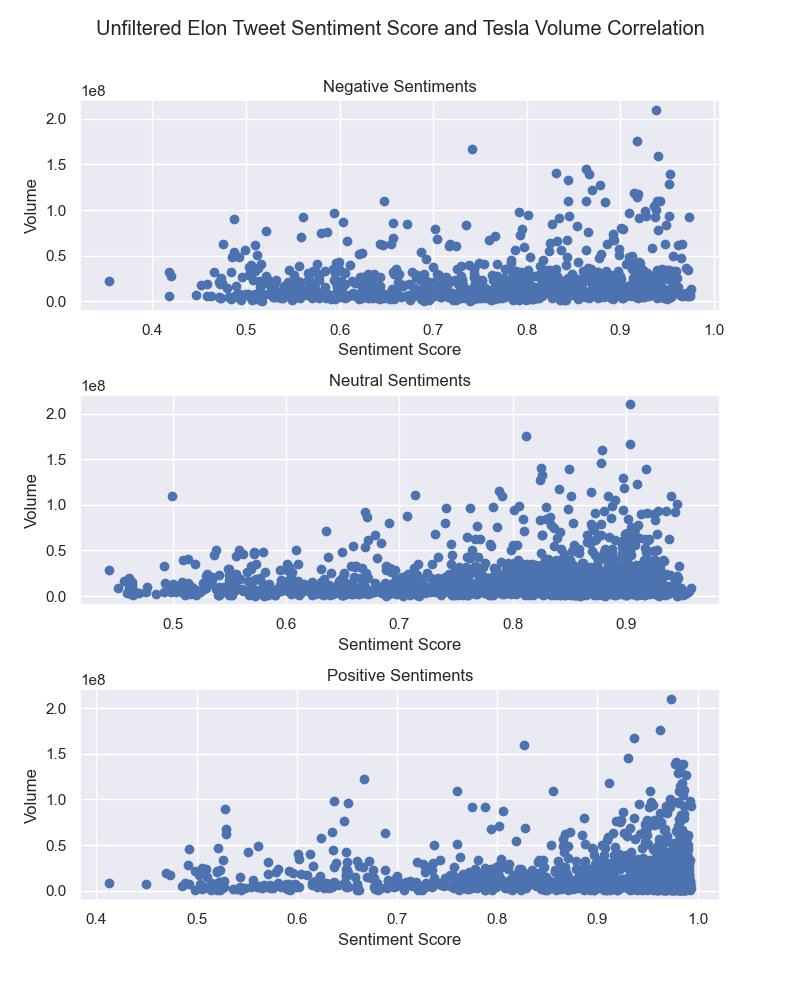 Unfiltered Elon Tweet Sentiment Score and Tesla Volume Correlation
Negative Sentiments
1e8
2.0
1.5
1.0
0.5
0.0
Volume
0.4 0.5 0.6 0.7 0.8 0.9 1.0
Sentiment Score
Neutral Sentiments
1e8
2.0
1.5
1.0
0.5
0.0
Volume
0.5 0.6 0.7 0.8 0.9
Sentiment Score
Positive Sentiments
1e8
2.0
1.5
1.0
0.5
0.0
Volume
0.4 0.5 0.6 0.7 0.8 0.9 1.0
Sentiment Score